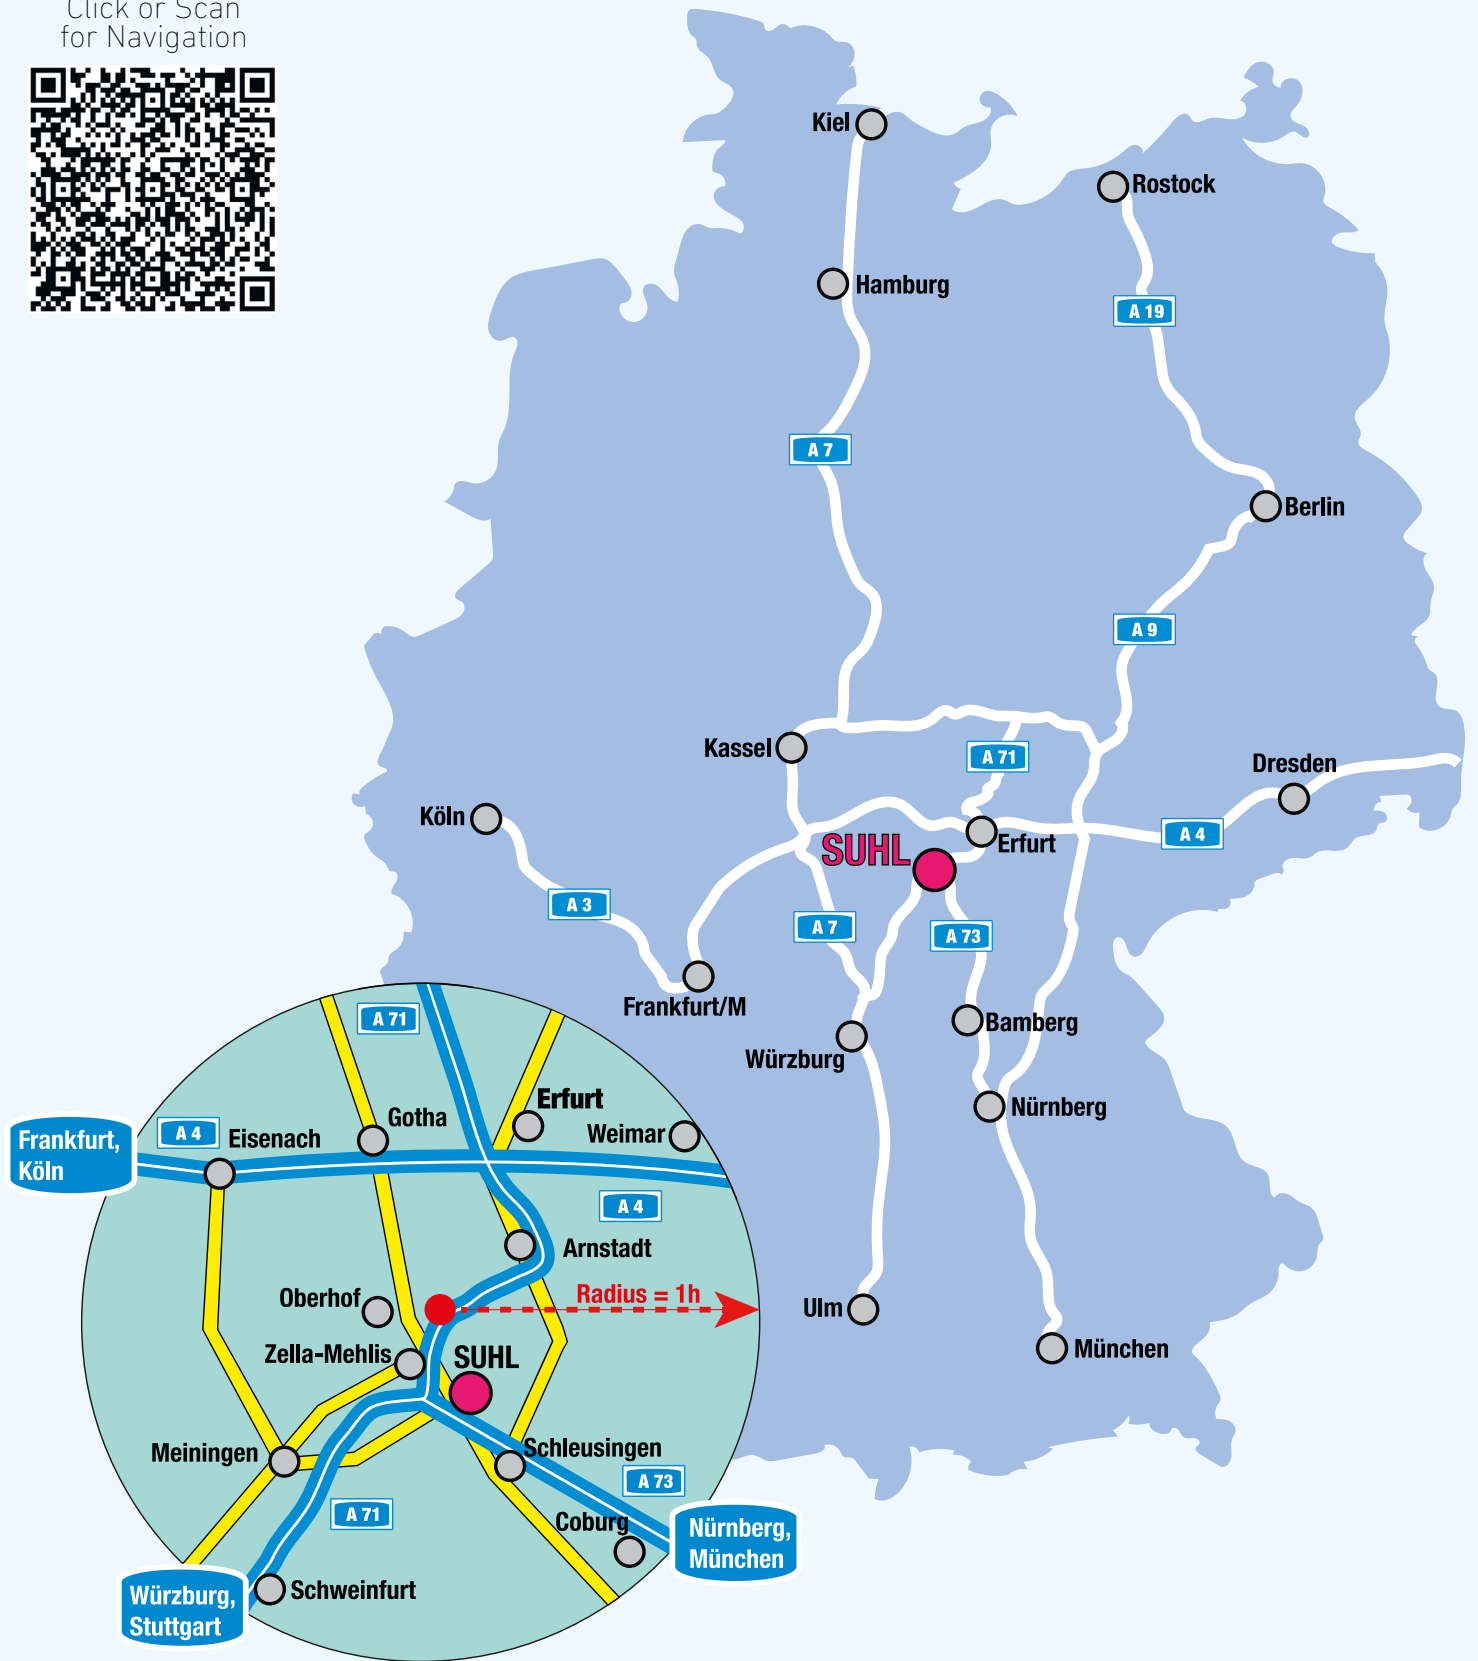 Click or Scan
for Navigation
Kiel
Rostock
Hamburg
A 19
A 7
Berlin
A 9
Kassel
A 71
Dresden
Köln
A 4
SUHL
Erfurt
A 3
A 7
A 73
Frankfurt/M
Bamberg
Würzburg
Nürnberg
Ulm
München
A 71
Erfurt
Gotha
Weimar
A 4
Eisenach
Frankfurt,
Köln
A 4
Arnstadt
Oberhof
Radius = 1h
Zella-Mehlis
SUHL
Meiningen
Schleusingen
A 73
A 71
Coburg
Nürnberg,
München
Schweinfurt
Würzburg,
Stuttgart